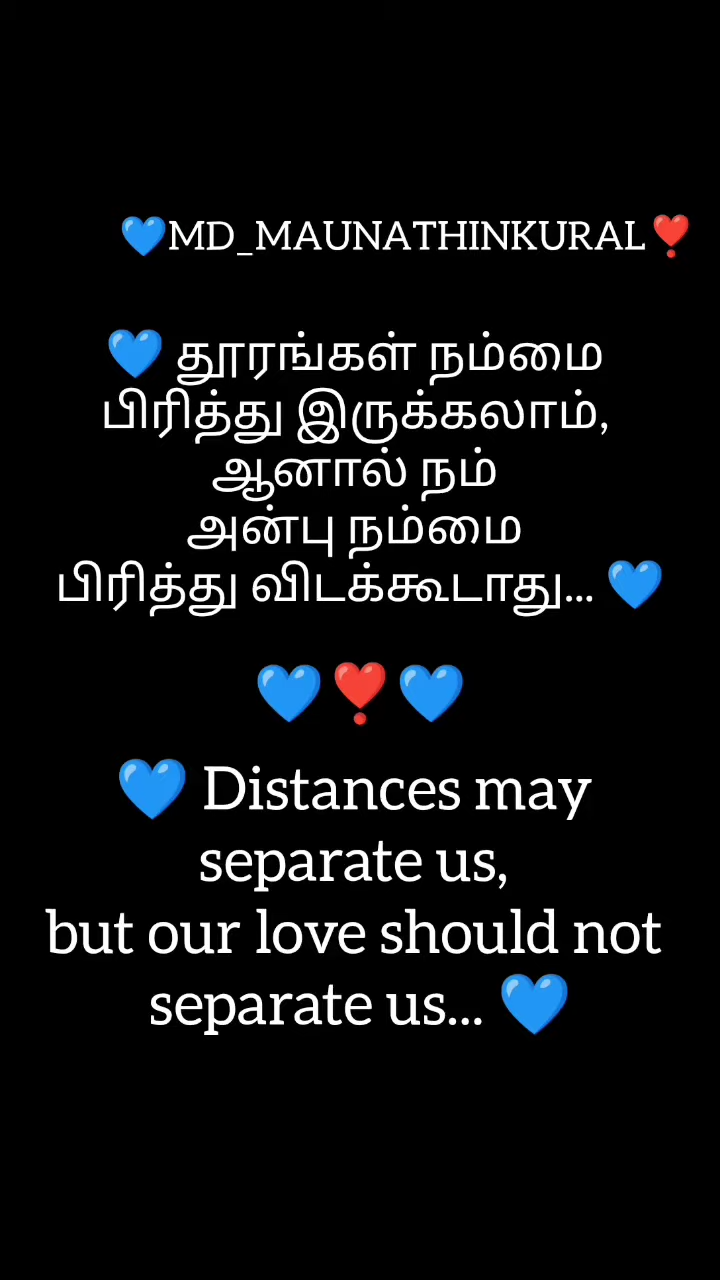 💙MD_MAUNATHINKURAL❣️
💙 தூரங்கள் நம்மை
பிரித்து இருக்கலாம்,
ஆனால் நம்
அன்பு நம்மை
பிரித்து விடக்கூடாது... 💙
💙❣️💙
💙 Distances may
separate us,
but our love should not
separate us... 💙